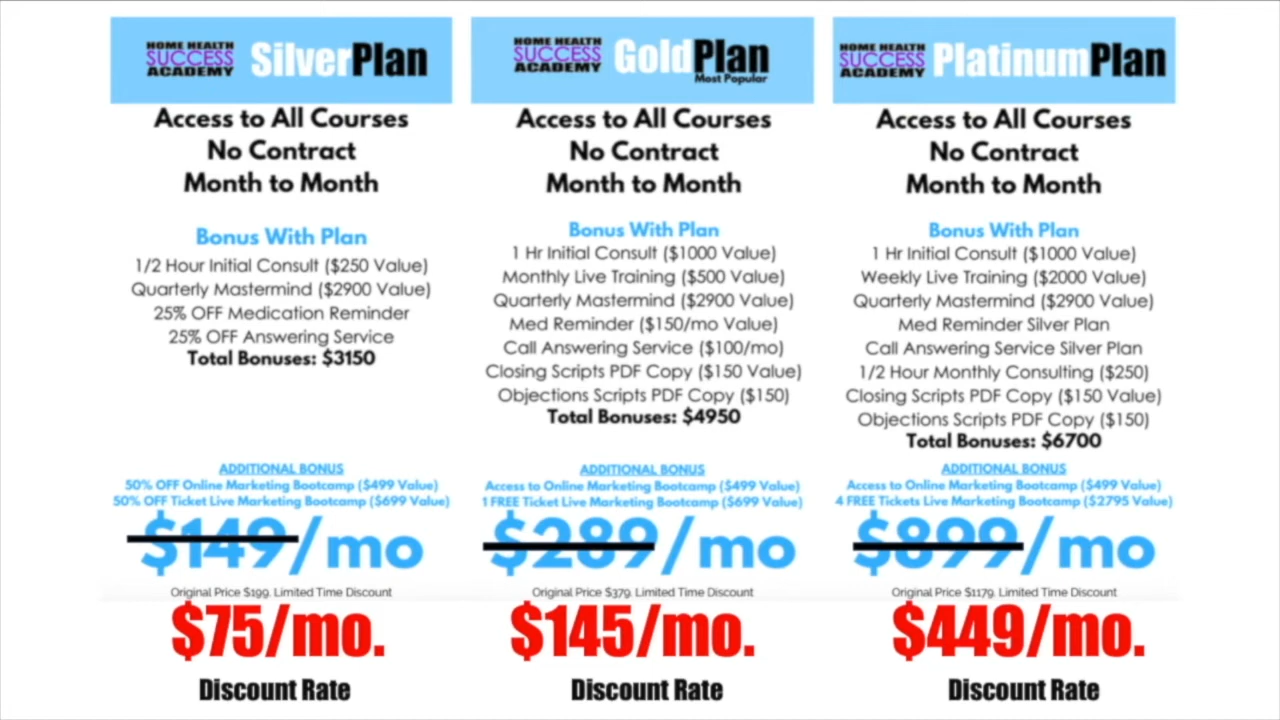 HOME HEALTH
SUCCESS
ACADEMY
SilverPlan
Access to All Courses
No Contract
Month to Month
Bonus With Plan
1/2 Hour Initial Consult ($250 Value)
Quarterly Mastermind ($2900 Value)
25% OFF Medication Reminder
25% OFF Answering Service
Total Bonuses: $3150
ADDITIONAL BONUS
50% OFF Online Marketing Bootcamp ($499 Value)
50% OFF Ticket Live Marketing Bootcamp ($699 Value)
$149/mo
Original Price $199. Limited Time Discount
$75/mo.
Discount Rate
HOME HEALTH
SUCCESS
ACADEMY
GoldPlan
Most Popular
Access to All Courses
No Contract
Month to Month
Bonus With Plan
1 Hr Initial Consult ($1000 Value)
Monthly Live Training ($500 Value)
Quarterly Mastermind ($2900 Value)
Med Reminder ($150/mo Value)
Call Answering Service ($100/mo)
Closing Scripts PDF Copy ($150 Value)
Objections Scripts PDF Copy ($150)
Total Bonuses: $4950
ADDITIONAL BONUS
Access to Online Marketing Bootcamp ($499 Value)
1 FREE Ticket Live Marketing Bootcamp ($699 Value)
$289/mo
Original Price $379. Limited Time Discount
$145/mo.
Discount Rate
HOME HEALTH
SUCCESS
ACADEMY
PlatinumPlan
Access to All Courses
No Contract
Month to Month
Bonus With Plan
1 Hr Initial Consult ($1000 Value)
Weekly Live Training ($2000 Value)
Quarterly Mastermind ($2900 Value)
Med Reminder Silver Plan
Call Answering Service Silver Plan
1/2 Hour Monthly Consulting ($250)
Closing Scripts PDF Copy ($150 Value)
Objections Scripts PDF Copy ($150)
Total Bonuses: $6700
ADDITIONAL BONUS
Access to Online Marketing Bootcamp ($499 Value)
4 FREE Tickets Live Marketing Bootcamp ($2795 Value)
$899/mo
Original Price $1179. Limited Time Discount
$449/mo.
Discount Rate